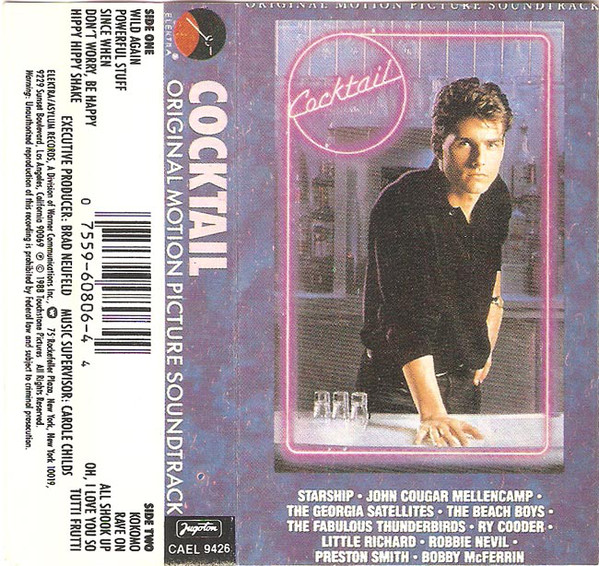 SIDE ONE
WILD AGAIN
POWERFUL STUFF
SINCE WHEN
DON'T WORRY, BE HAPPY
HIPPY HIPPY SHAKE
SIDE TWO
KOKOMO
RAVE ON
ALL SHOOK UP
OH, I LOVE YOU SO
TUTTI FRUTTI
0 7559-60806-4 4
EXECUTIVE PRODUCER: BRAD NEUFELD MUSIC SUPERVISOR: CAROLE CHILDS
ELEKTRA/ASYLUM RECORDS, A Division of Warner Communications Inc., 75 Rockefeller Plaza, New York, New York 10019,
9229 Sunset Boulevard, Los Angeles, California 90069 ℗ © 1988 Touchstone Pictures All Rights Reserved.
Warning: Unauthorized reproduction of this recording is prohibited by Federal law and subject to criminal prosecution.
ELEKTRA
COCKTAIL
ORIGINAL MOTION PICTURE SOUNDTRACK
Jugoton
CAEL 9426
ORIGINAL MOTION PICTURE SOUNDTRACK
Cocktail
STARSHIP • JOHN COUGAR MELLENCAMP •
THE GEORGIA SATELLITES • THE BEACH BOYS •
THE FABULOUS THUNDERBIRDS • RY COODER •
LITTLE RICHARD • ROBBIE NEVIL •
PRESTON SMITH • BOBBY McFERRIN